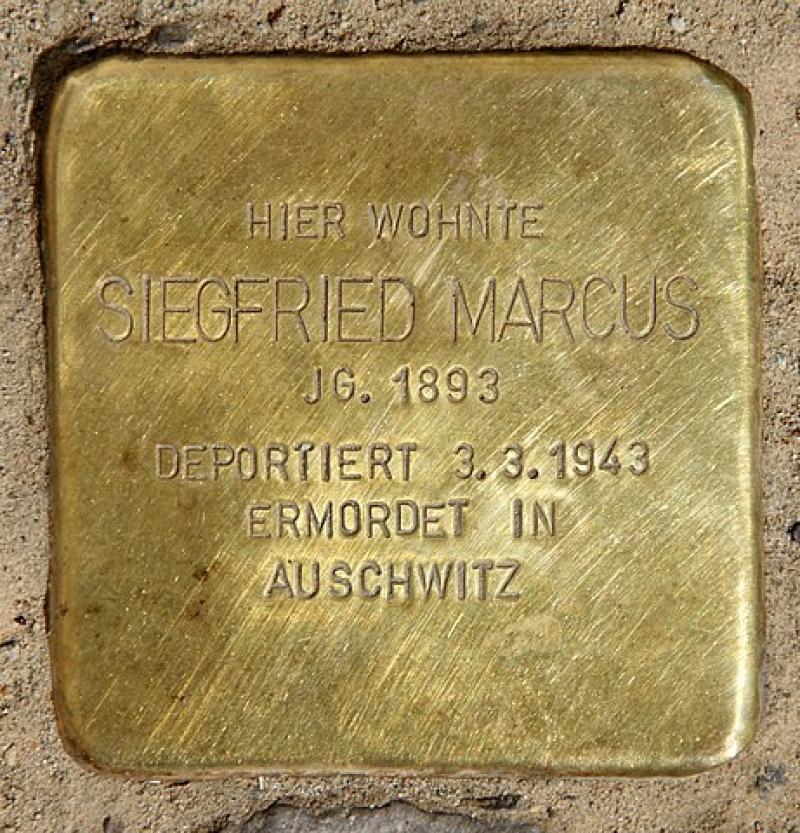 HIER WOHNTE
SIEGFRIED MARCUS
JG. 1893
DEPORTIERT 3.3.1943
ERMORDET IN
AUSCHWITZ